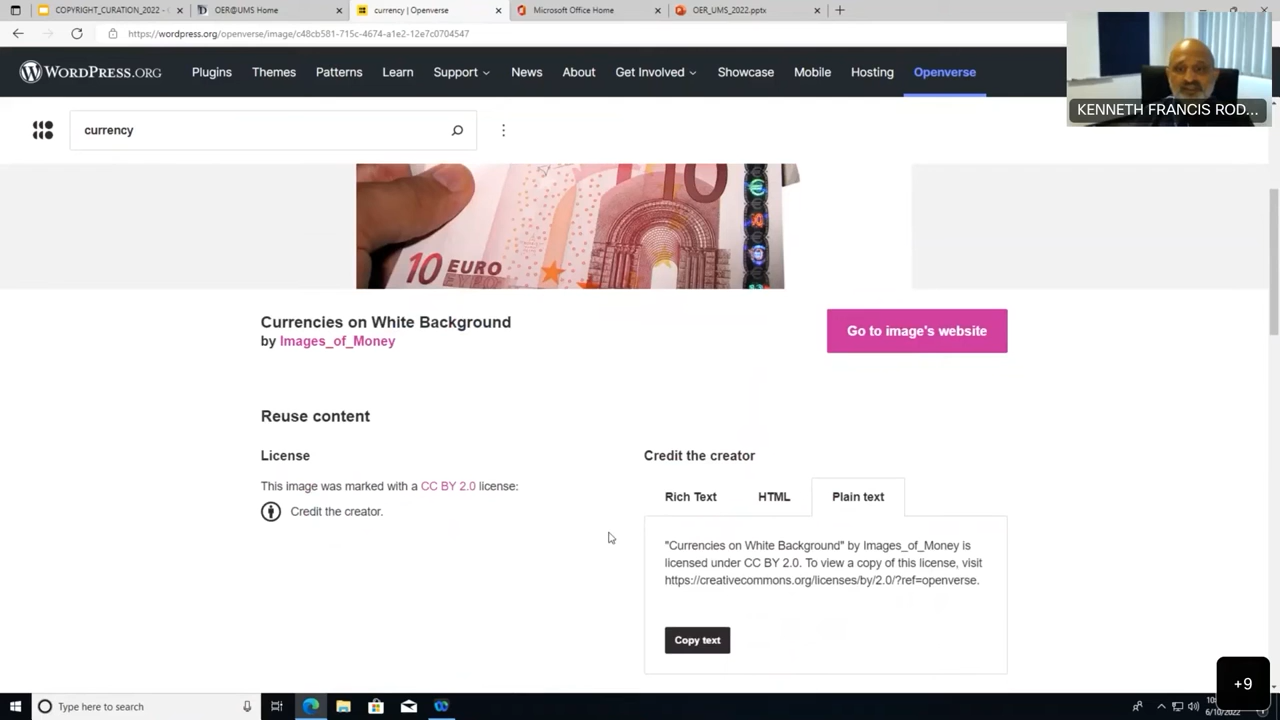 COPYRIGHT_CURATION_2022 -
OER@UMS Home
currency | Openverse
Microsoft Office Home
OER_UMS_2022.pptx
https://wordpress.org/openverse/image/c48cb581-715c-4674-a1e2-12e7c0704547
WORDPRESS.ORG
Plugins
Themes
Patterns
Learn
Support
News
About
Get Involved
Showcase
Mobile
Hosting
Openverse
KENNETH FRANCIS ROD...
currency
10
10 EURO
Currencies on White Background
by Images_of_Money
Go to image's website
Reuse content
License
This image was marked with a CC BY 2.0 license:
Credit the creator.
Credit the creator
Rich Text
HTML
Plain text
"Currencies on White Background" by Images_of_Money is
licensed under CC BY 2.0. To view a copy of this license, visit
https://creativecommons.org/licenses/by/2.0/?ref=openverse.
Copy text
+9
Type here to search
6/10/2022